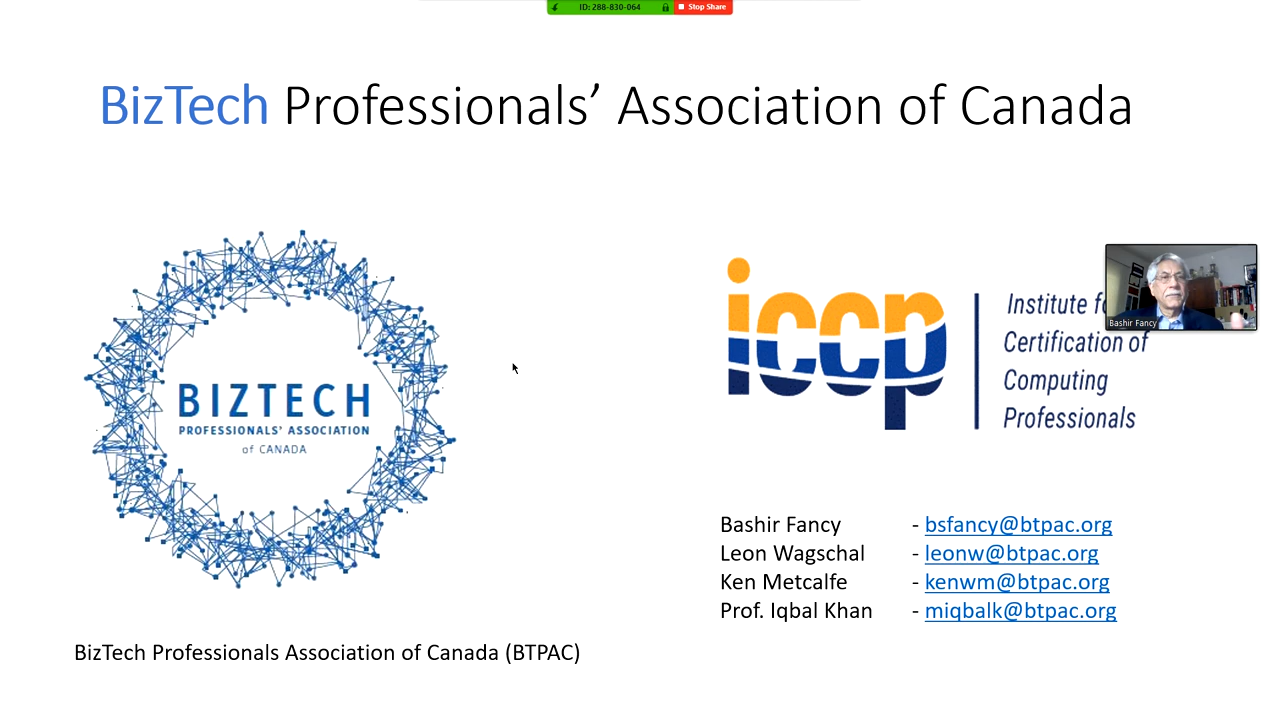 ID: 288-830-064
Stop Share
BizTech Professionals’ Association of Canada
BIZTECH
PROFESSIONALS’ ASSOCIATION
of CANADA
iccp
Institute
Certification of
Computing
Professionals
Bashir Fancy
Bashir Fancy - bsfancy@btpac.org
Leon Wagschal - leonw@btpac.org
Ken Metcalfe - kenwm@btpac.org
Prof. Iqbal Khan - miqbalk@btpac.org
BizTech Professionals Association of Canada (BTPAC)